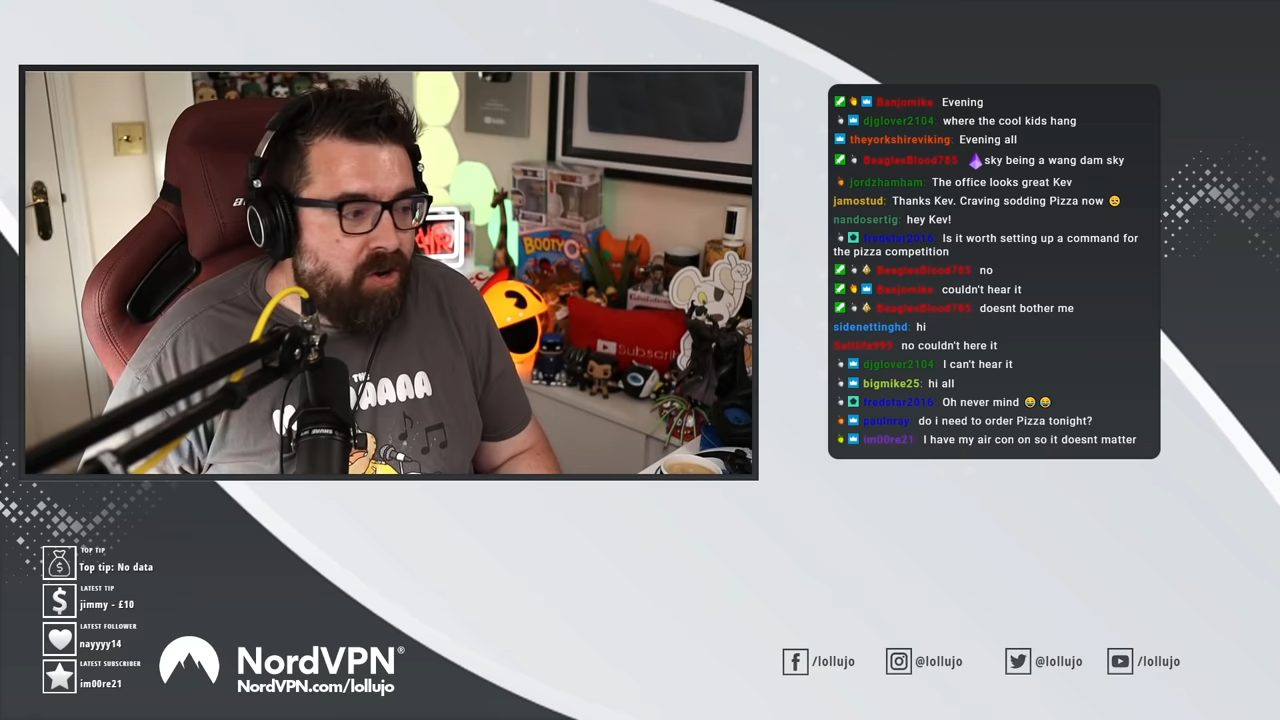 Banjomike Evening
djglover2104: where the cool kids hang
theyorkshireviking: Evening all
BeaglesBlood785 sky being a wang dam sky
jordzhamham: The office looks great Kev
jamostud: Thanks Kev. Craving sodding Pizza now
nandosertig: hey Kev!
fredstar2016: Is it worth setting up a command for
the pizza competition
BeaglesBlood785 no
Banjomike couldn't hear it
BeaglesBlood785 doesnt bother me
sidenettinghd: hi
no couldn't here it
djglover2104: I can't hear it
bigmike25: hi all
fredstar2016: Oh never mind
paulnray: do i need to order Pizza tonight?
im00re21 I have my air con on so it doesnt matter
BOOTY
Subscrib
AAAA
TOP TIP
Top tip: No data
LATEST TIP
jimmy - £10
LATEST FOLLOWER
nayyyy14
LATEST SUBSCRIBER
im00re21
NordVPN®
NordVPN.com/lollujo
/lollujo
@lollujo
@lollujo
/lollujo